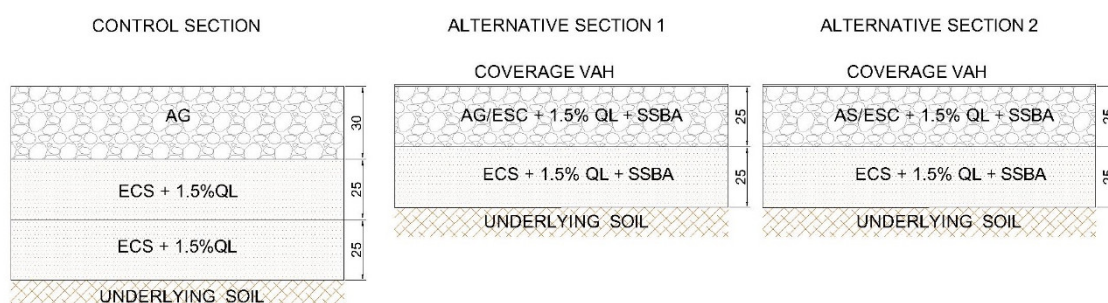 CONTROL SECTION
AG
30
ECS + 1.5%QL
25
ECS + 1.5%QL
25
UNDERLYING SOIL
ALTERNATIVE SECTION 1
COVERAGE VAH
AG/ESC + 1.5% QL + SSBA
25
ECS + 1.5% QL + SSBA
25
UNDERLYING SOIL
ALTERNATIVE SECTION 2
COVERAGE VAH
AS/ESC + 1.5% QL + SSBA
25
ECS + 1.5% QL + SSBA
25
UNDERLYING SOIL